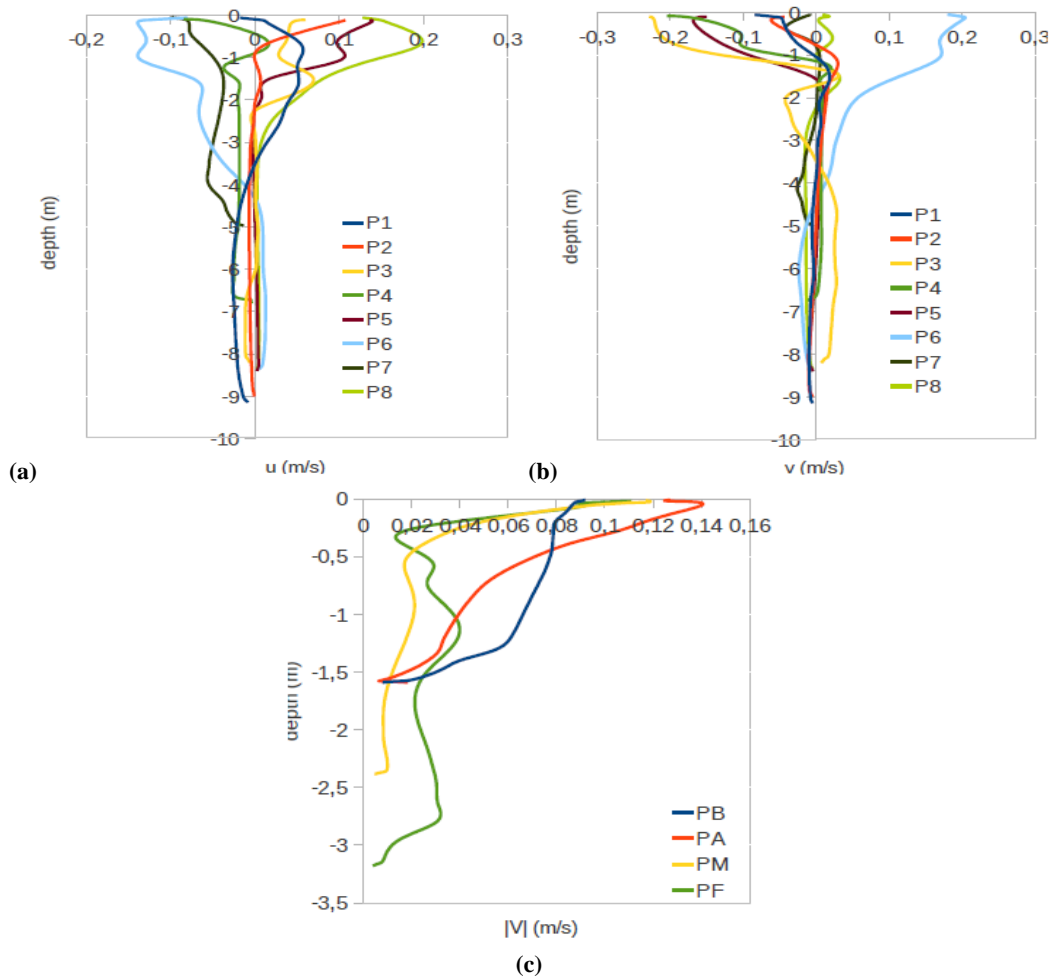 0
-0,2 -0,1 0 0,1 0,2 0,3
-1
-2
-3
-4
-5
-6
-7
-8
-9
-10
depth (m)
P1
P2
P3
P4
P5
P6
P7
P8
(a)
u (m/s)
0
-0,3 -0,2 -0,1 0 0,1 0,2 0,3
-1
-2
-3
-4
-5
-6
-7
-8
-9
-10
depth (m)
P1
P2
P3
P4
P5
P6
P7
P8
(b)
v (m/s)
0
0 0,02 0,04 0,06 0,08 0,1 0,12 0,14 0,16
-0,5
-1
-1,5
-2
-2,5
-3
-3,5
depth (m)
PB
PA
PM
PF
|V| (m/s)
(c)